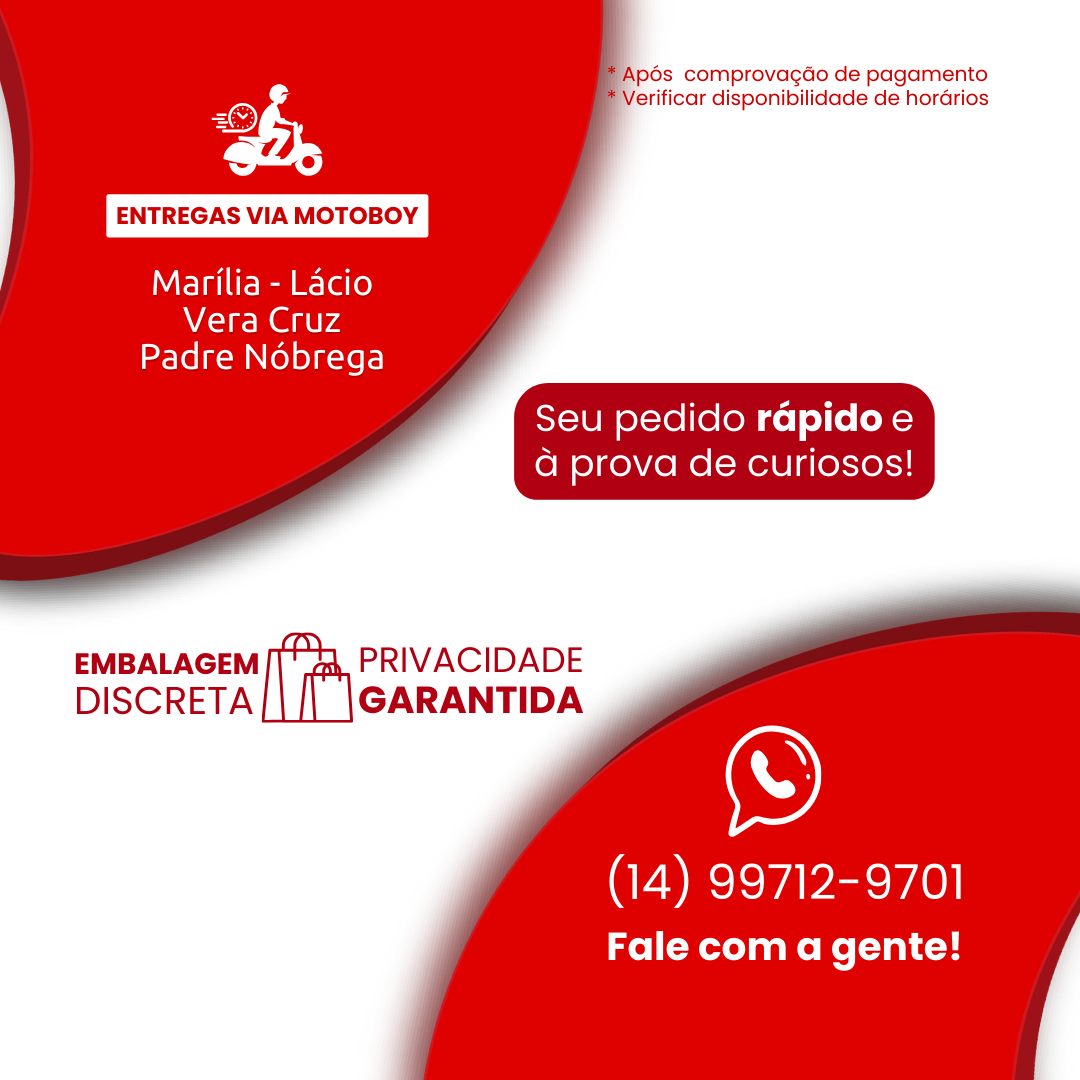 * Após comprovação de pagamento
* Verificar disponibilidade de horários
ENTREGAS VIA MOTOBOY
Marília - Lácio
Vera Cruz
Padre Nóbrega
Seu pedido rápido e
à prova de curiosos!
EMBALAGEM
DISCRETA
PRIVACIDADE
GARANTIDA
(14) 99712-9701
Fale com a gente!